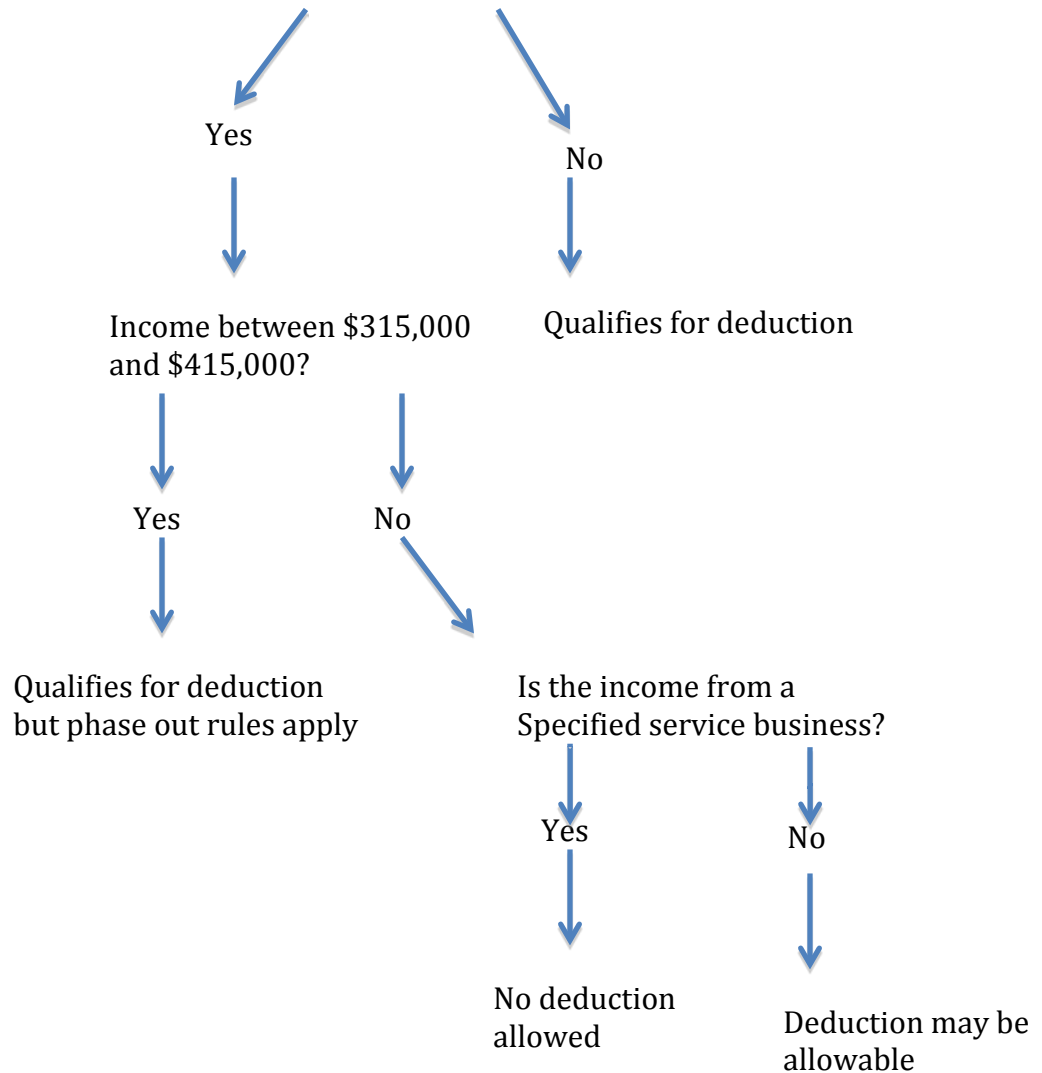 Yes
No
Income between $315,000
and $415,000?
Qualifies for deduction
Yes
No
Qualifies for deduction
but phase out rules apply
Is the income from a
Specified service business?
Yes
No
No deduction
allowed
Deduction may be
allowable